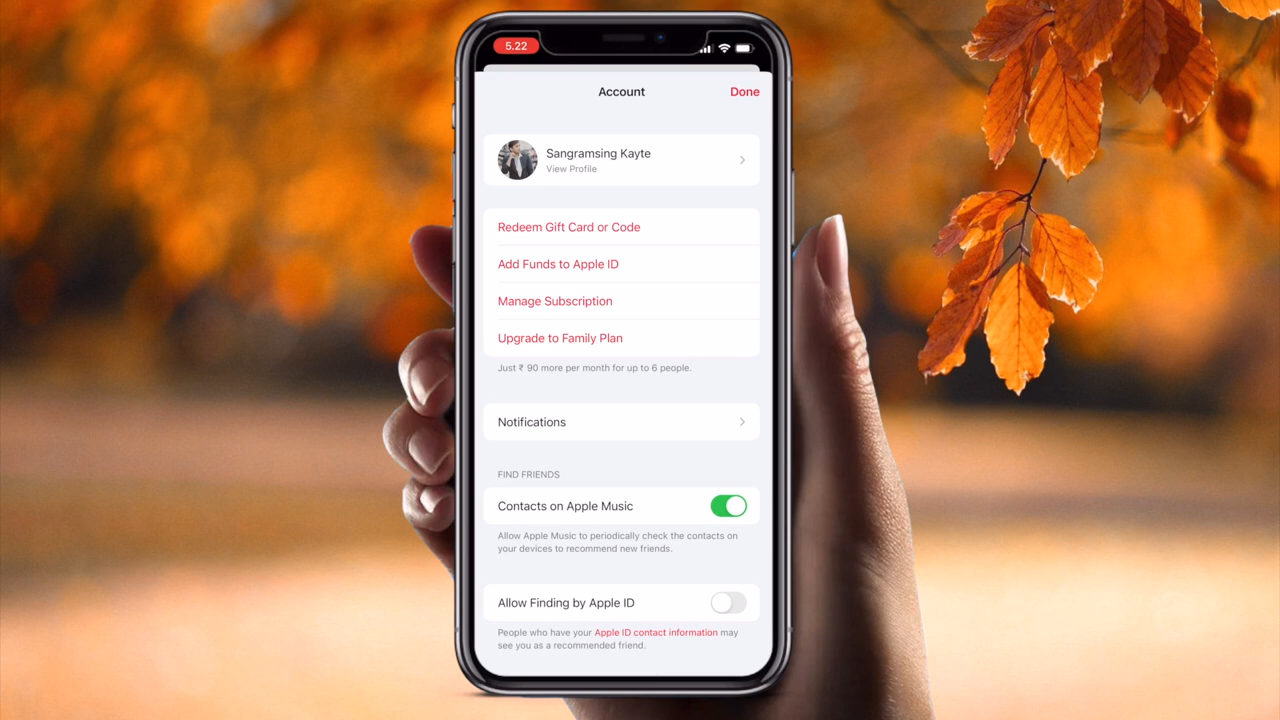 5.22
Account
Done
Sangramsing Kayte
View Profile
Redeem Gift Card or Code
Add Funds to Apple ID
Manage Subscription
Upgrade to Family Plan
Just ₹ 90 more per month for up to 6 people.
Notifications
FIND FRIENDS
Contacts on Apple Music
Allow Apple Music to periodically check the contacts on
your devices to recommend new friends.
Allow Finding by Apple ID
People who have your Apple ID contact information may
see you as a recommended friend.